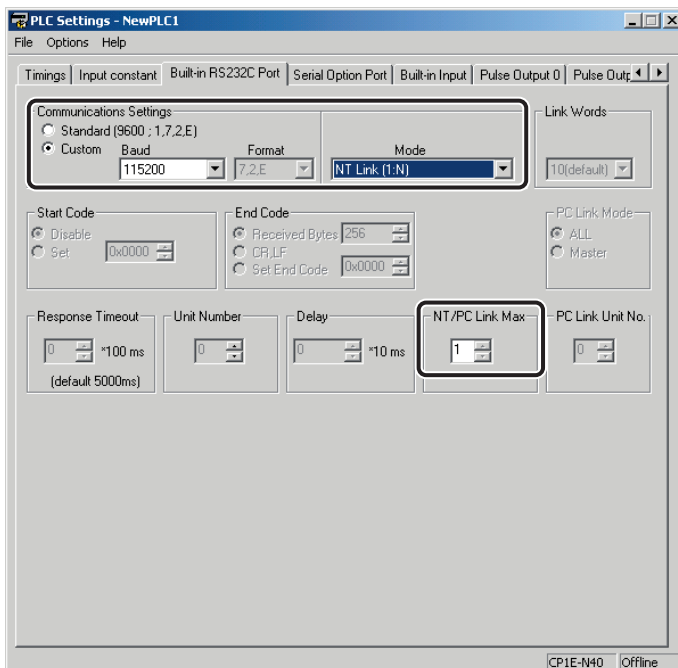 PLC Settings - NewPLC1
File Options Help
Timings Input constant Built-in RS232C Port Serial Option Port Built-in Input Pulse Output 0 Pulse Outp
Communications Settings
Link Words
Standard (9600 ; 1,7,2,E)
Custom Baud Format Mode
115200 7,2,E NT Link (1:N) 10(default)
Start Code End Code PC Link Mode
Disable Received Bytes 256 ALL
Set 0x0000 CR,LF Master
Set End Code 0x0000
Response Timeout Unit Number Delay NT/PC Link Max PC Link Unit No.
0 *100 ms 0 0 *10 ms 1 0
(default 5000ms)
CP1E-N40 Offline